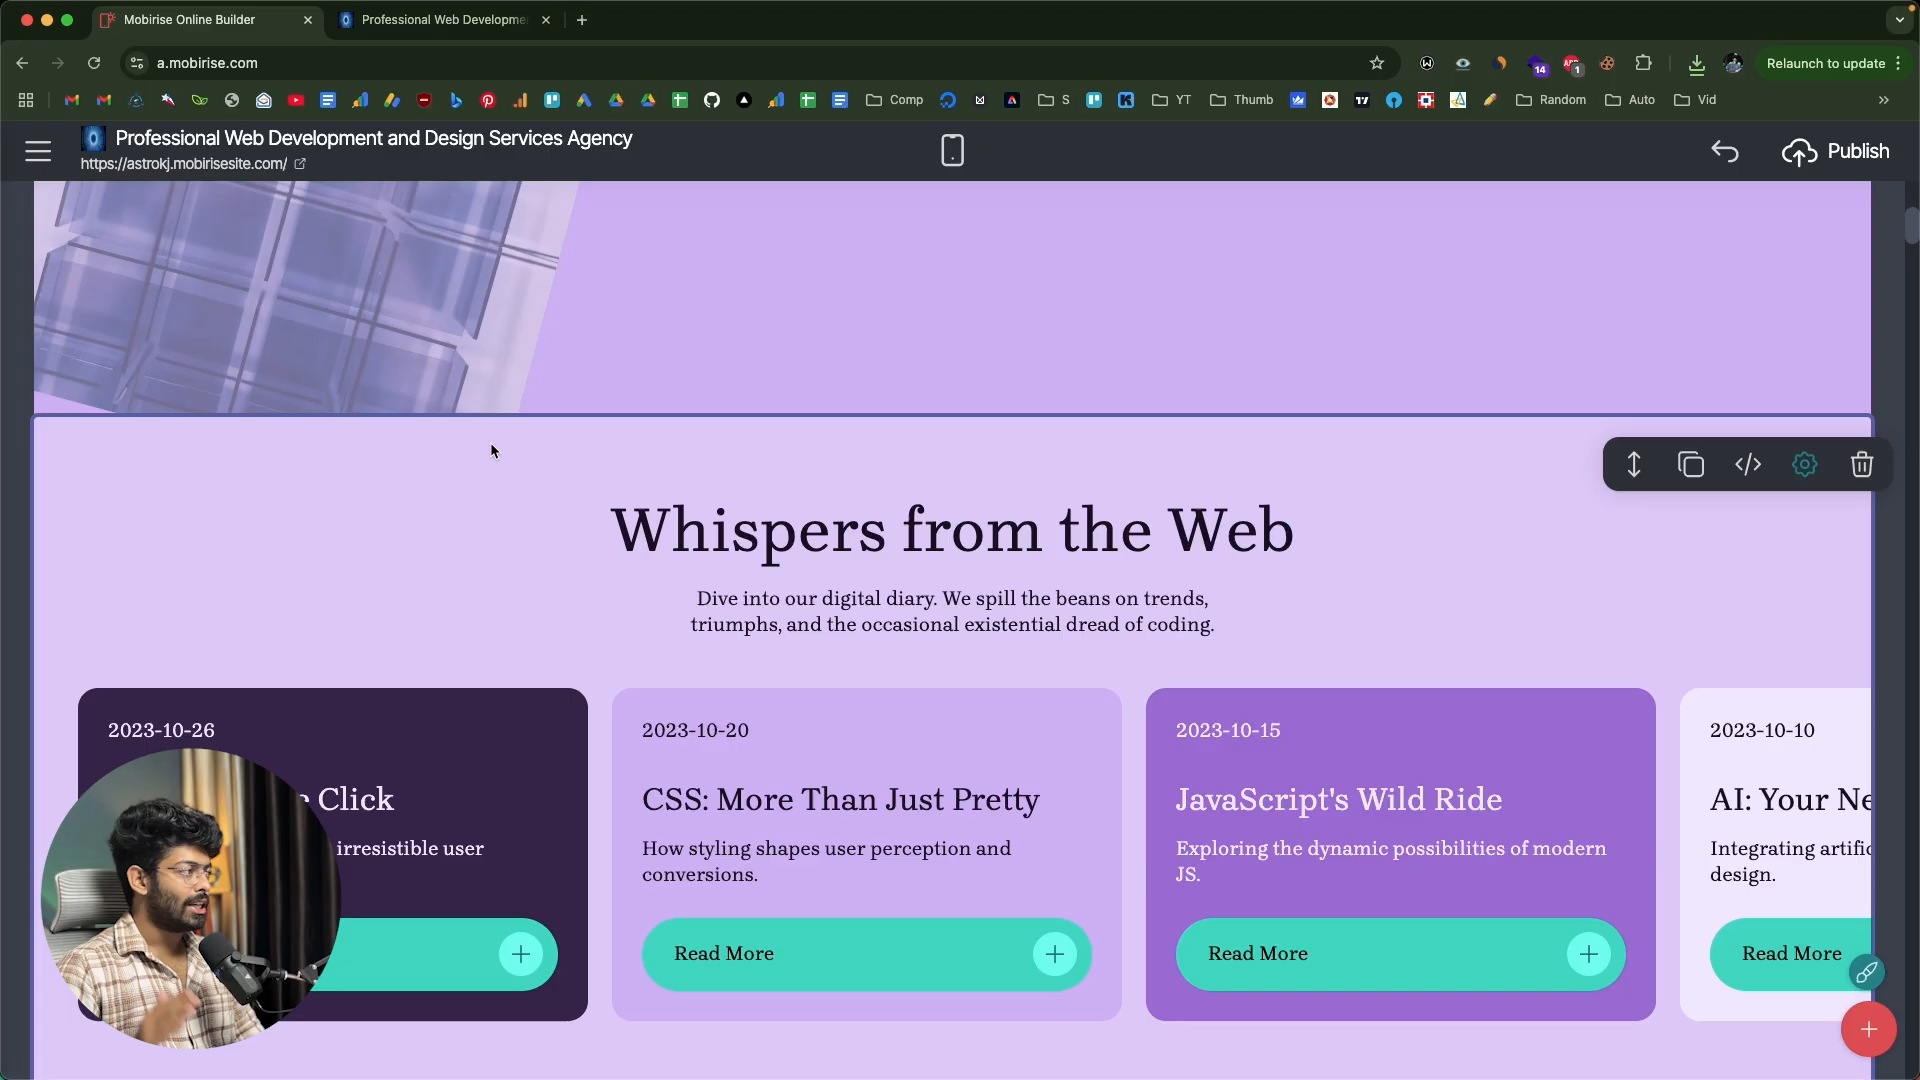 Mobirise Online Builder
Professional Web Developme
a.mobirise.com
14
1
Relaunch to update
Comp
S
YT
Thumb
Random
Auto
Vid
Professional Web Development and Design Services Agency
https://astrokj.mobirisesite.com/
Publish
Whispers from the Web
Dive into our digital diary. We spill the beans on trends,
triumphs, and the occasional existential dread of coding.
2023-10-26
Click
irresistible user
2023-10-20
CSS: More Than Just Pretty
How styling shapes user perception and
conversions.
Read More
2023-10-15
JavaScript's Wild Ride
Exploring the dynamic possibilities of modern
JS.
Read More
2023-10-10
AI: Your Ne
Integrating artific
design.
Read More